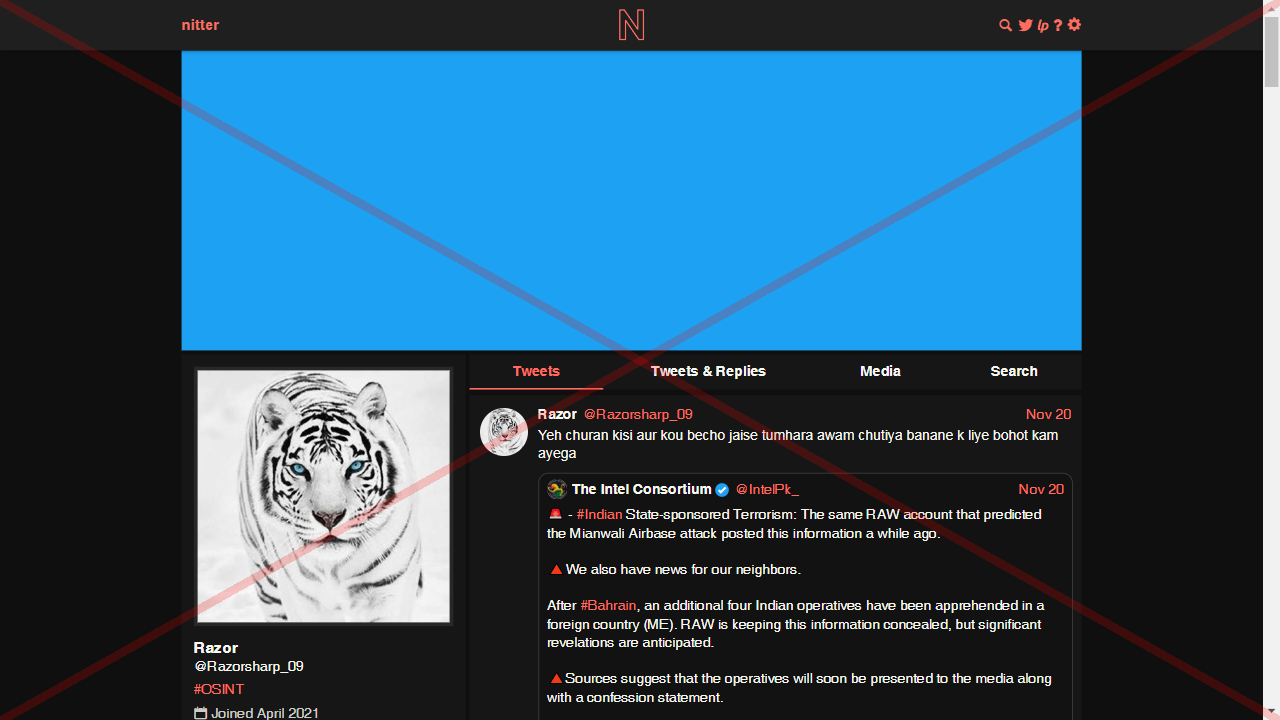 nitter
N
lp ?
Tweets
Tweets & Replies
Media
Search
Razor @Razorsharp_09 Nov 20
Yeh churan kisi aur kou becho jaise tumhara awam chutiya banane k liye bohot kam
ayega
The Intel Consortium @IntelPk_ Nov 20
🚨 - #Indian State-sponsored Terrorism: The same RAW account that predicted
the Mianwali Airbase attack posted this information a while ago.
🔺We also have news for our neighbors.
After #Bahrain, an additional four Indian operatives have been apprehended in a
foreign country (ME). RAW is keeping this information concealed, but significant
revelations are anticipated.
🔺Sources suggest that the operatives will soon be presented to the media along
with a confession statement.
Razor
@Razorsharp_09
#OSINT
Joined April 2021